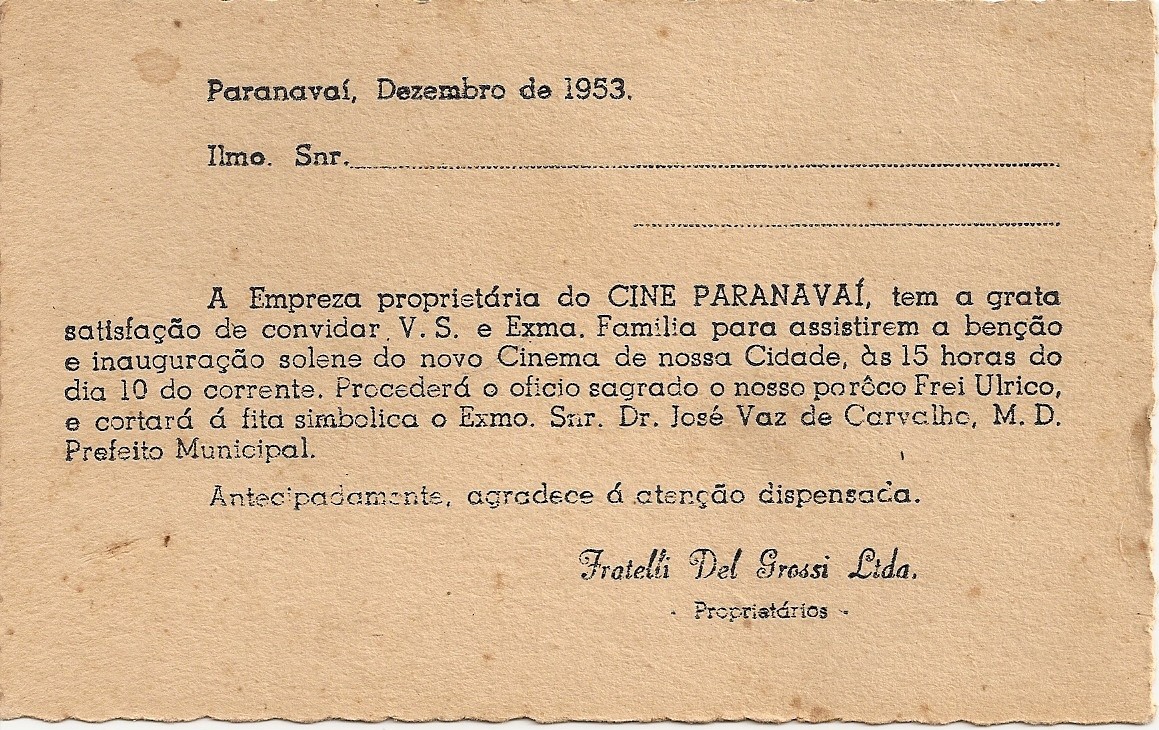 Paranavaí, Dezembro de 1953.
Ilmo. Snr.
A Empreza proprietária do CINE PARANAVAÍ, tem a grata
satisfação de convidar V. S. e Exma. Familia para assistirem a benção
e inauguração solene do novo Cinema de nossa Cidade, às 15 horas do
dia 10 do corrente. Procederá o oficio sagrado o nosso porêco Frei Ulrico,
e cortará á fita simbolica o Exmo. Snr. Dr. José Vaz de Carvalho, M. D.
Prefeito Municipal.
Antecipadamente, agradece á atenção dispensada.
Fratelli Del Grossi Ltda.
- Proprietários -